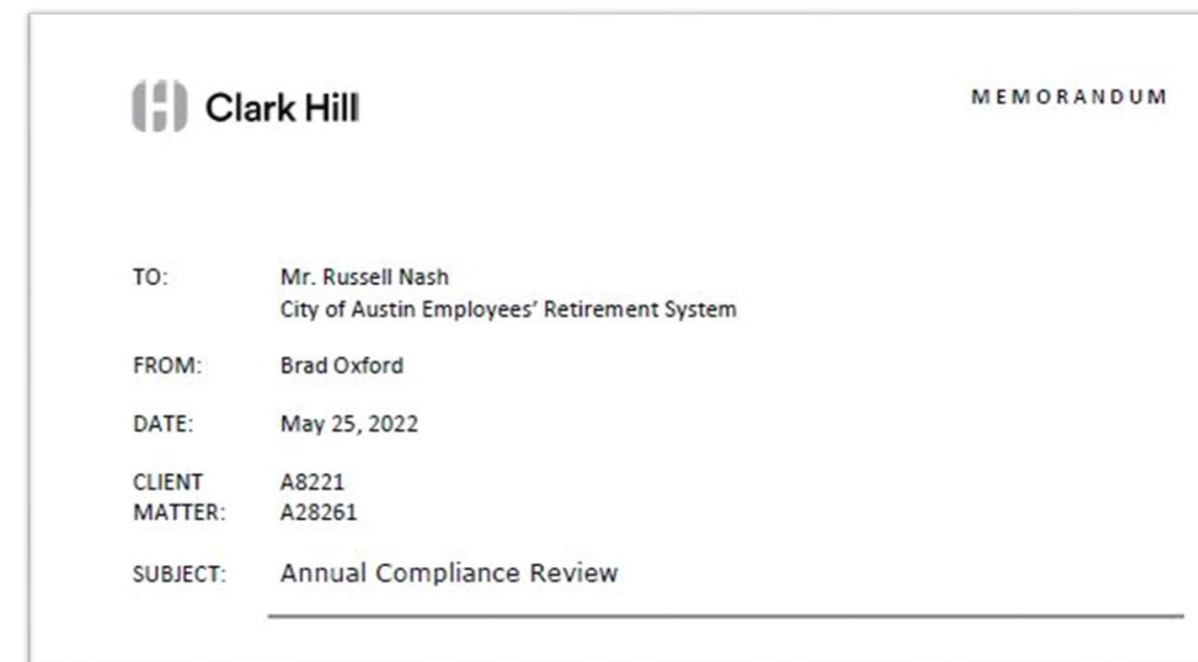 Clark Hill
MEMORANDUM
TO: Mr. Russell Nash
City of Austin Employees’ Retirement System
FROM: Brad Oxford
DATE: May 25, 2022
CLIENT A8221
MATTER: A28261
SUBJECT: Annual Compliance Review